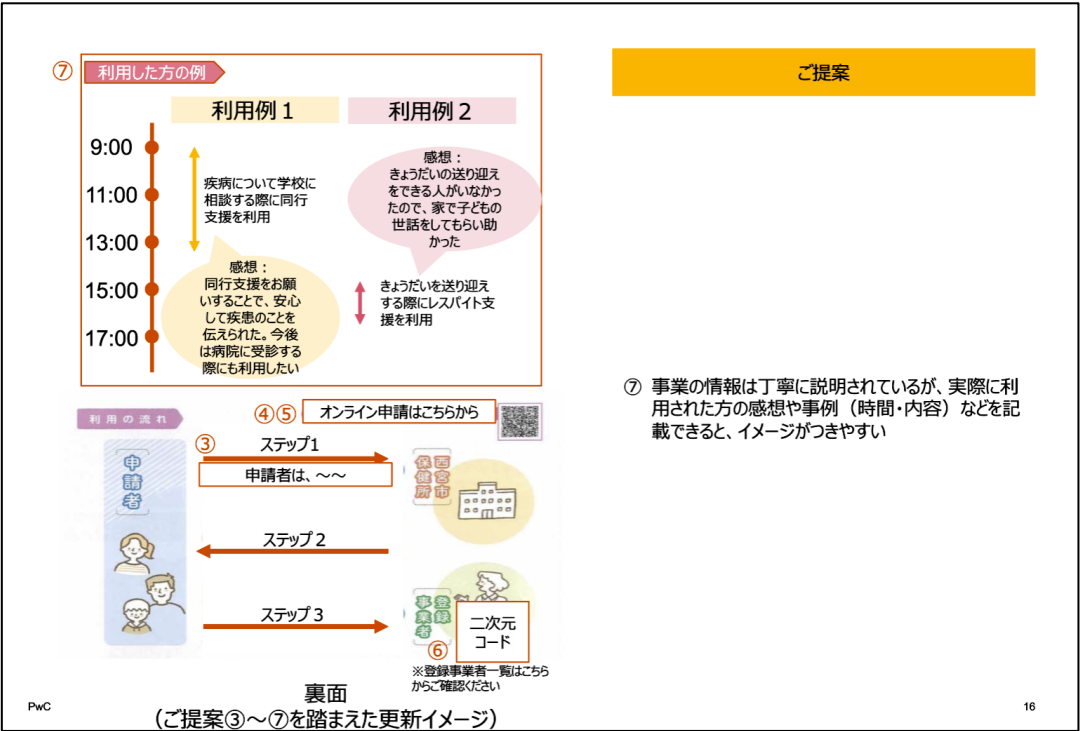 ⑦
利用した方の例
利用例１
利用例２
9:00
11:00
13:00
15:00
17:00
疾病について学校に
相談する際に同行
支援を利用
感想：
きょうだいの送り迎え
をできる人がいなかっ
たので、家で子どもの
世話をしてもらい助
かった
感想：
同行支援をお願
いすることで、安心
して疾患のことを
伝えられた。今後
は病院に受診する
際にも利用したい
きょうだいを送り迎え
する際にレスパイト支
援を利用
利用の流れ
④⑤
オンライン申請はこちらから
③
ステップ1
申請者は、～～
申請者
西宮市
保健所
ステップ２
ステップ３
登録
事業者
二次元
コード
⑥
※登録事業者一覧はこちら
からご確認ください
裏面
（ご提案③～⑦を踏まえた更新イメージ）
ご提案
⑦ 事業の情報は丁寧に説明されているが、実際に利
用された方の感想や事例（時間・内容）などを記
載できると、イメージがつきやすい
PwC
16